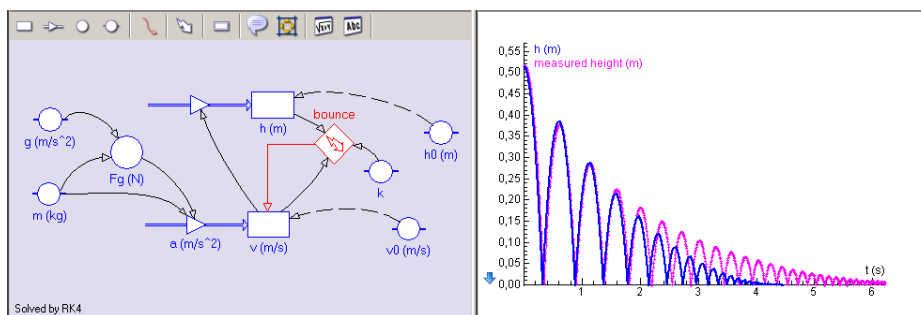 √x+y
Abc
bounce
h (m)
g (m/s^2)
h0 (m)
Fg (N)
k
m (kg)
a (m/s^2)
v (m/s)
v0 (m/s)
Solved by RK4
h (m)
measured height (m)
0,55
0,50
0,45
0,40
0,35
0,30
0,25
0,20
0,15
0,10
0,05
0,00
t (s)
1 2 3 4 5 6